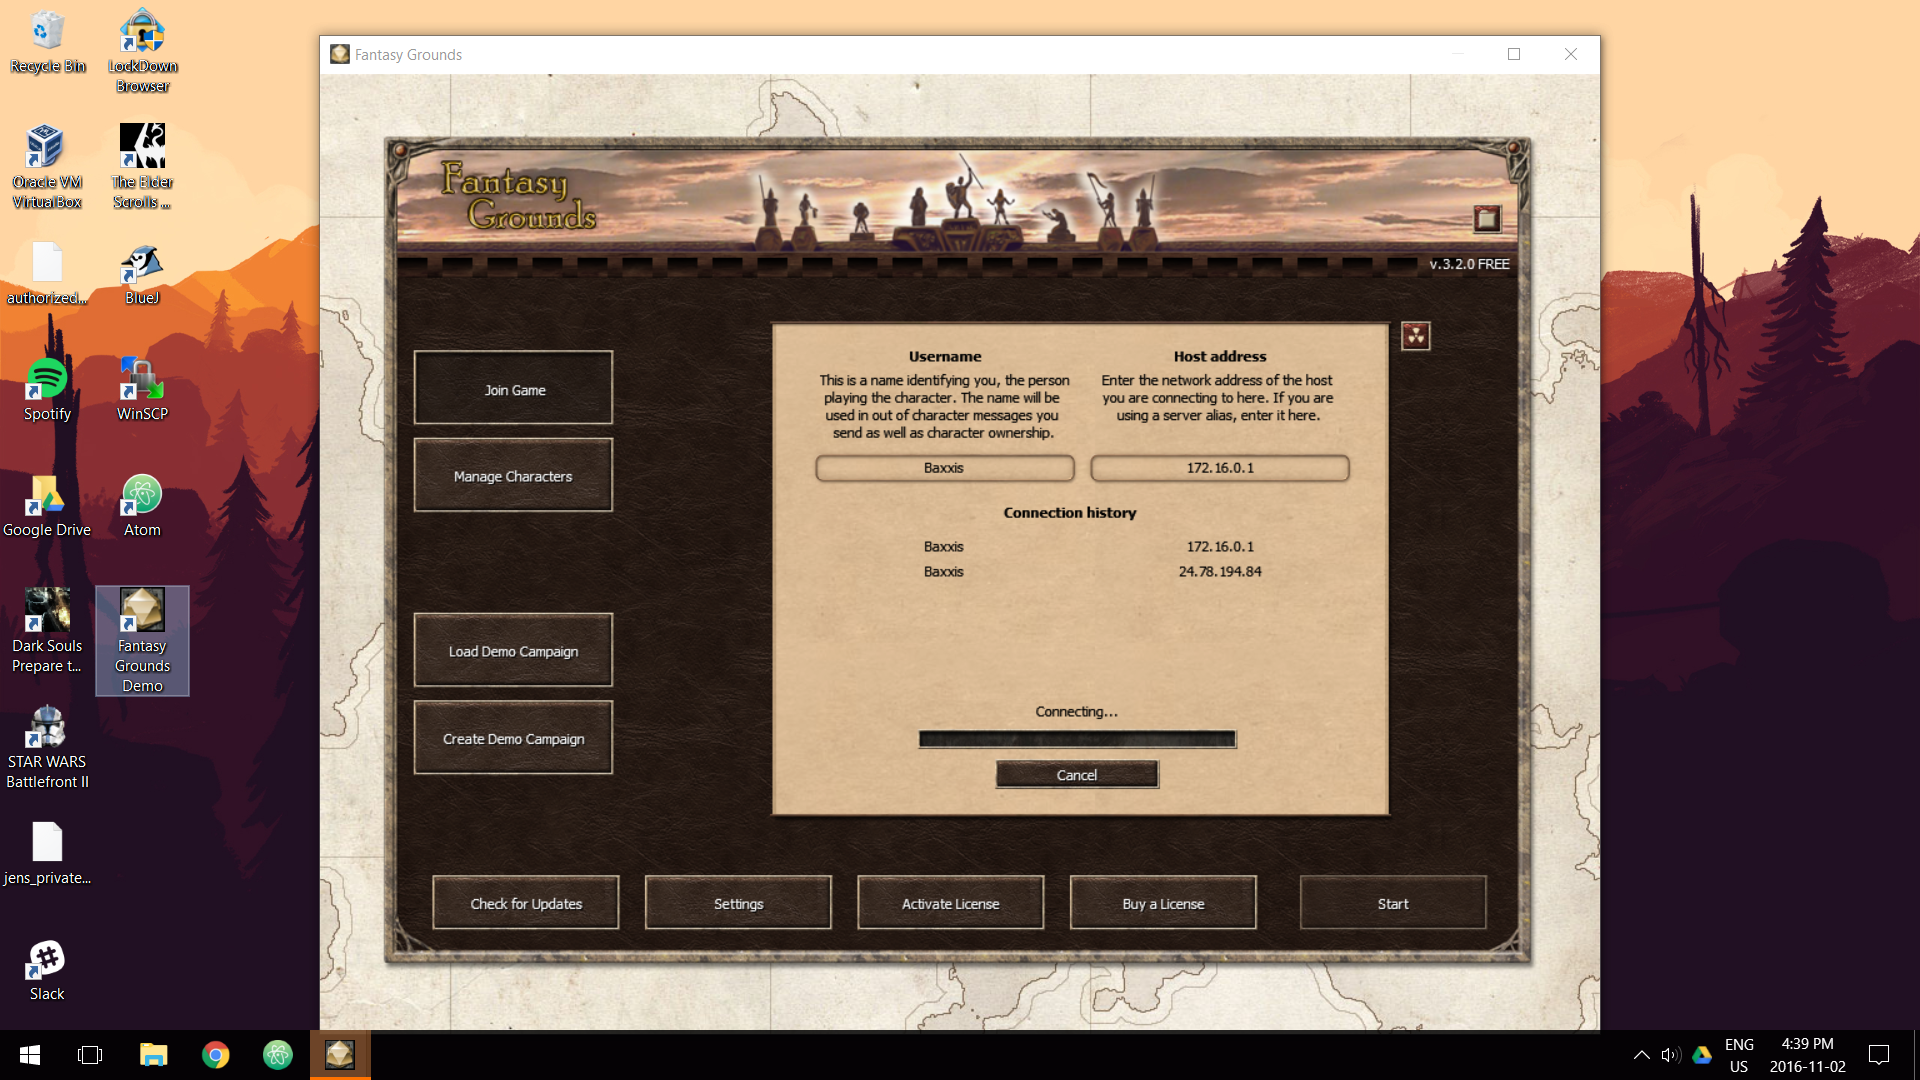 Recycle Bin
LockDown
Browser
Oracle VM
VirtualBox
The Elder
Scrolls ...
authorized...
BlueJ
Spotify
WinSCP
Google Drive
Atom
Dark Souls
Prepare t...
Fantasy
Grounds
Demo
STAR WARS
Battlefront II
jens_private...
Slack
Fantasy Grounds
Fantasy
Grounds
v.3.2.0 FREE
Join Game
Manage Characters
Load Demo Campaign
Create Demo Campaign
Username
This is a name identifying you, the person
playing the character. The name will be
used in out of character messages you
send as well as character ownership.
Host address
Enter the network address of the host
you are connecting to here. If you are
using a server alias, enter it here.
Baxxis
172.16.0.1
Connection history
Baxxis 172.16.0.1
Baxxis 24.78.194.84
Connecting...
Cancel
Check for Updates
Settings
Activate License
Buy a License
Start
ENG
US
4:39 PM
2016-11-02